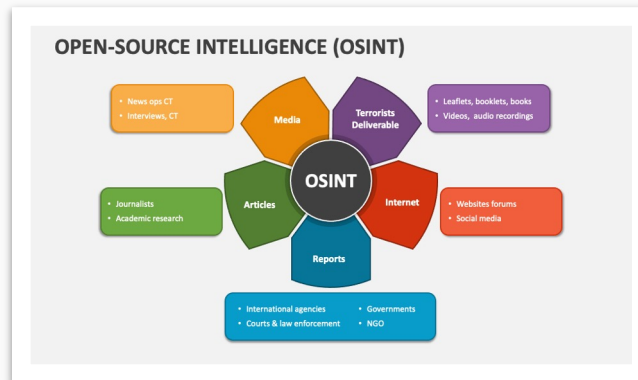 OPEN-SOURCE INTELLIGENCE (OSINT)
• News ops CT
• Interviews, CT
Media
Terrorists
Deliverable
• Leaflets, booklets, books
• Videos, audio recordings
OSINT
• Journalists
• Academic research
Articles
Internet
• Websites forums
• Social media
Reports
• International agencies
• Courts & law enforcement
• Governments
• NGO